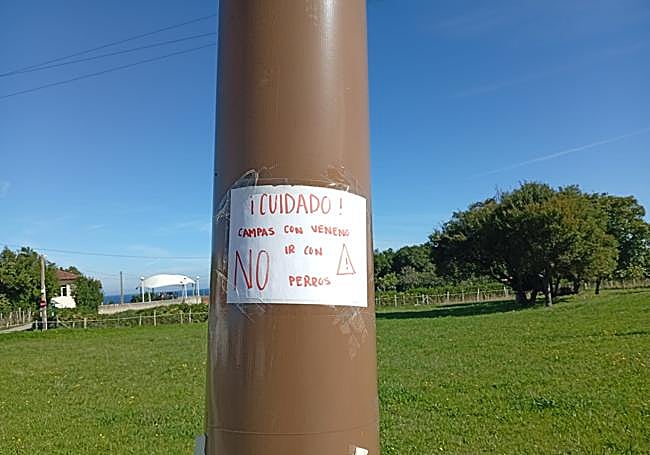 ¡CUIDADO!
CAMPAS CON VENENO
NO IR CON
PERROS